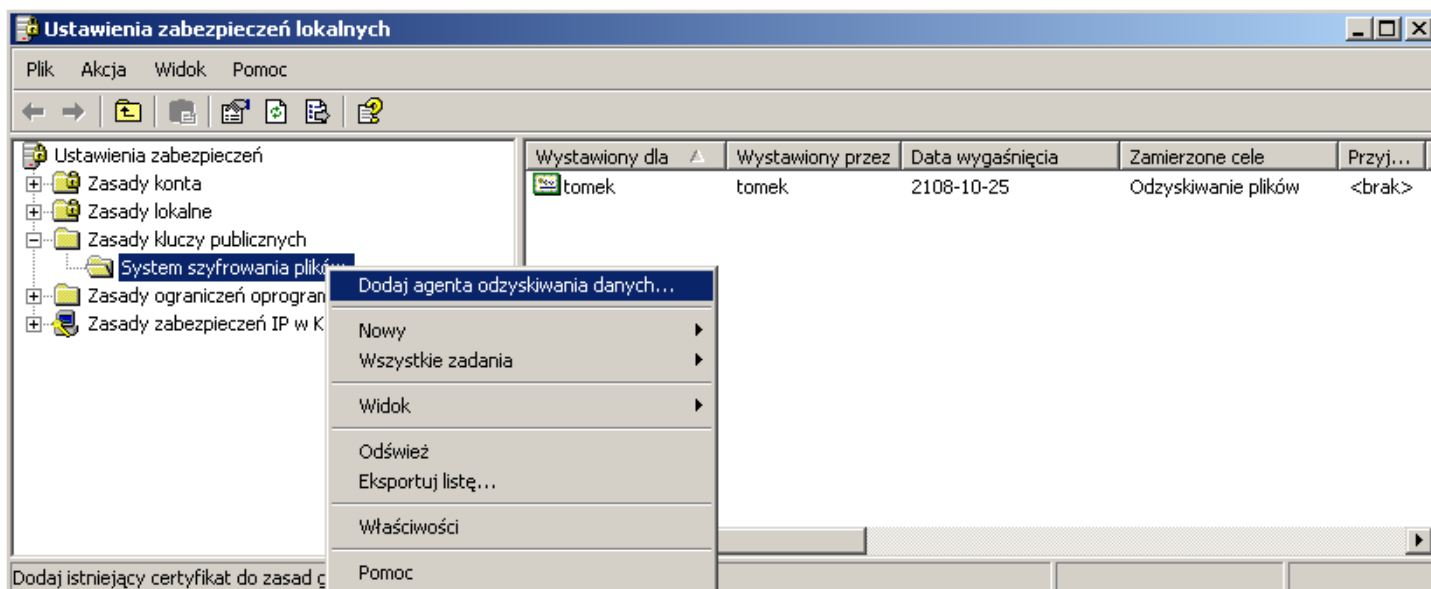 Ustawienia zabezpieczeń lokalnych
Plik Akcja Widok Pomoc
Ustawienia zabezpieczeń
Zasady konta
Zasady lokalne
Zasady kluczy publicznych
System szyfrowania plików
Zasady ograniczeń oprogram
Zasady zabezpieczeń IP w K
Wystawiony dla Wystawiony przez Data wygaśnięcia Zamierzone cele Przyj...
tomek tomek 2108-10-25 Odzyskiwanie plików <brak>
Dodaj agenta odzyskiwania danych...
Nowy
Wszystkie zadania
Widok
Odśwież
Eksportuj listę...
Właściwości
Pomoc
Dodaj istniejący certyfikat do zasad g